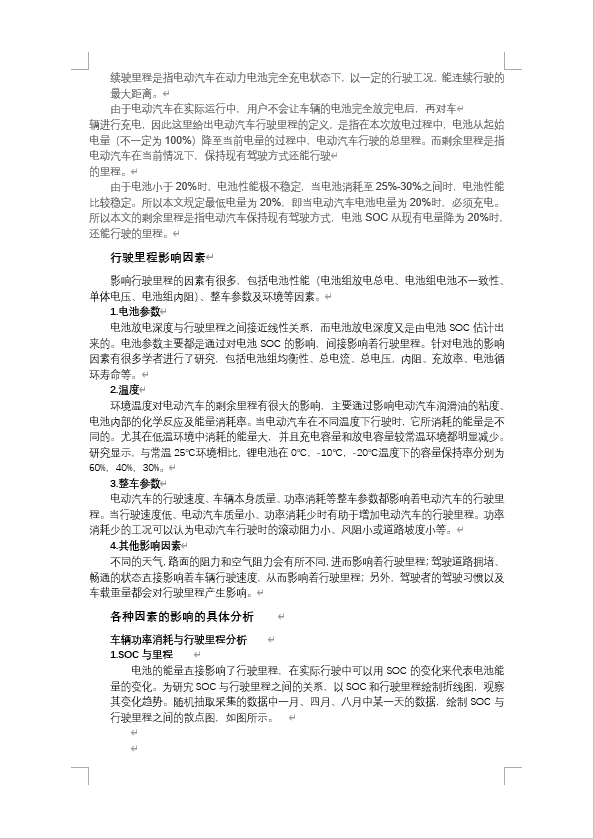 续驶里程是指电动汽车在动力电池完全充电状态下，以一定的行驶工况，能连续行驶的
最大距离。
由于电动汽车在实际运行中，用户不会让车辆的电池完全放完电后，再对车
辆进行充电，因此这里给出电动汽车行驶里程的定义，是指在本次放电过程中，电池从起始
电量（不一定为 100%）降至当前电量的过程中，电动汽车行驶的总里程。而剩余里程是指
电动汽车在当前情况下，保持现有驾驶方式还能行驶
的里程。
由于电池小于 20%时，电池性能极不稳定，当电池消耗至 25%-30%之间时，电池性能
比较稳定。所以本文规定最低电量为 20%，即当电动汽车电池电量为 20%时，必须充电。
所以本文的剩余里程是指电动汽车保持现有驾驶方式，电池 SOC 从现有电量降为 20%时，
还能行驶的里程。
行驶里程影响因素
影响行驶里程的因素有很多，包括电池性能（电池组放电总电、电池组电池不一致性、
单体电压、电池组内阻）、整车参数及环境等因素。
1.电池参数
电池放电深度与行驶里程之间接近线性关系，而电池放电深度又是由电池 SOC 估计出
来的。电池参数主要都是通过对电池 SOC 的影响，间接影响着行驶里程。针对电池的影响
因素有很多学者进行了研究，包括电池组均衡性、总电流、总电压，内阻、充放率、电池循
环寿命等。
2.温度
环境温度对电动汽车的剩余里程有很大的影响，主要通过影响电动汽车润滑油的粘度、
电池内部的化学反应及能量消耗率。当电动汽车在不同温度下行驶时，它所消耗的能量是不
同的。尤其在低温环境中消耗的能量大，并且充电容量和放电容量较常温环境都明显减少。
研究显示，与常温 25℃环境相比，锂电池在 0℃，-10℃，-20℃温度下的容量保持率分别为
60%，40%，30%。
3.整车参数
电动汽车的行驶速度、车辆本身质量、功率消耗等整车参数都影响着电动汽车的行驶里
程。当行驶速度低、电动汽车质量小、功率消耗少时有助于增加电动汽车的行驶里程。功率
消耗少的工况可以认为电动汽车行驶时的滚动阻力小、风阻小或道路坡度小等。
4.其他影响因素
不同的天气，路面的阻力和空气阻力会有所不同，进而影响着行驶里程；驾驶道路拥堵、
畅通的状态直接影响着车辆行驶速度，从而影响着行驶里程；另外，驾驶者的驾驶习惯以及
车载重量都会对行驶里程产生影响。
各种因素的影响的具体分析
车辆功率消耗与行驶里程分析
1.SOC 与里程
电池的能量直接影响了行驶里程，在实际行驶中可以用 SOC 的变化来代表电池能
量的变化。为研究 SOC 与行驶里程之间的关系，以 SOC 和行驶里程绘制折线图，观察
其变化趋势。随机抽取采集的数据中一月、四月、八月中某一天的数据，绘制 SOC 与
行驶里程之间的散点图，如图所示。